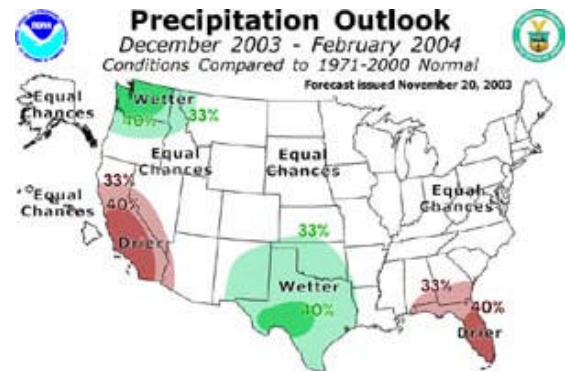 Precipitation Outlook
December 2003 - February 2004
Conditions Compared to 1971-2000 Normal
Forecast issued November 20, 2003
NOAA
Equal
Chances
Wetter
40%
33%
Equal
Chances
Equal
Chances
Equal
Chances
33%
40%
Drier
Equal
Chances
33%
Wetter
40%
33%
40%
Drier